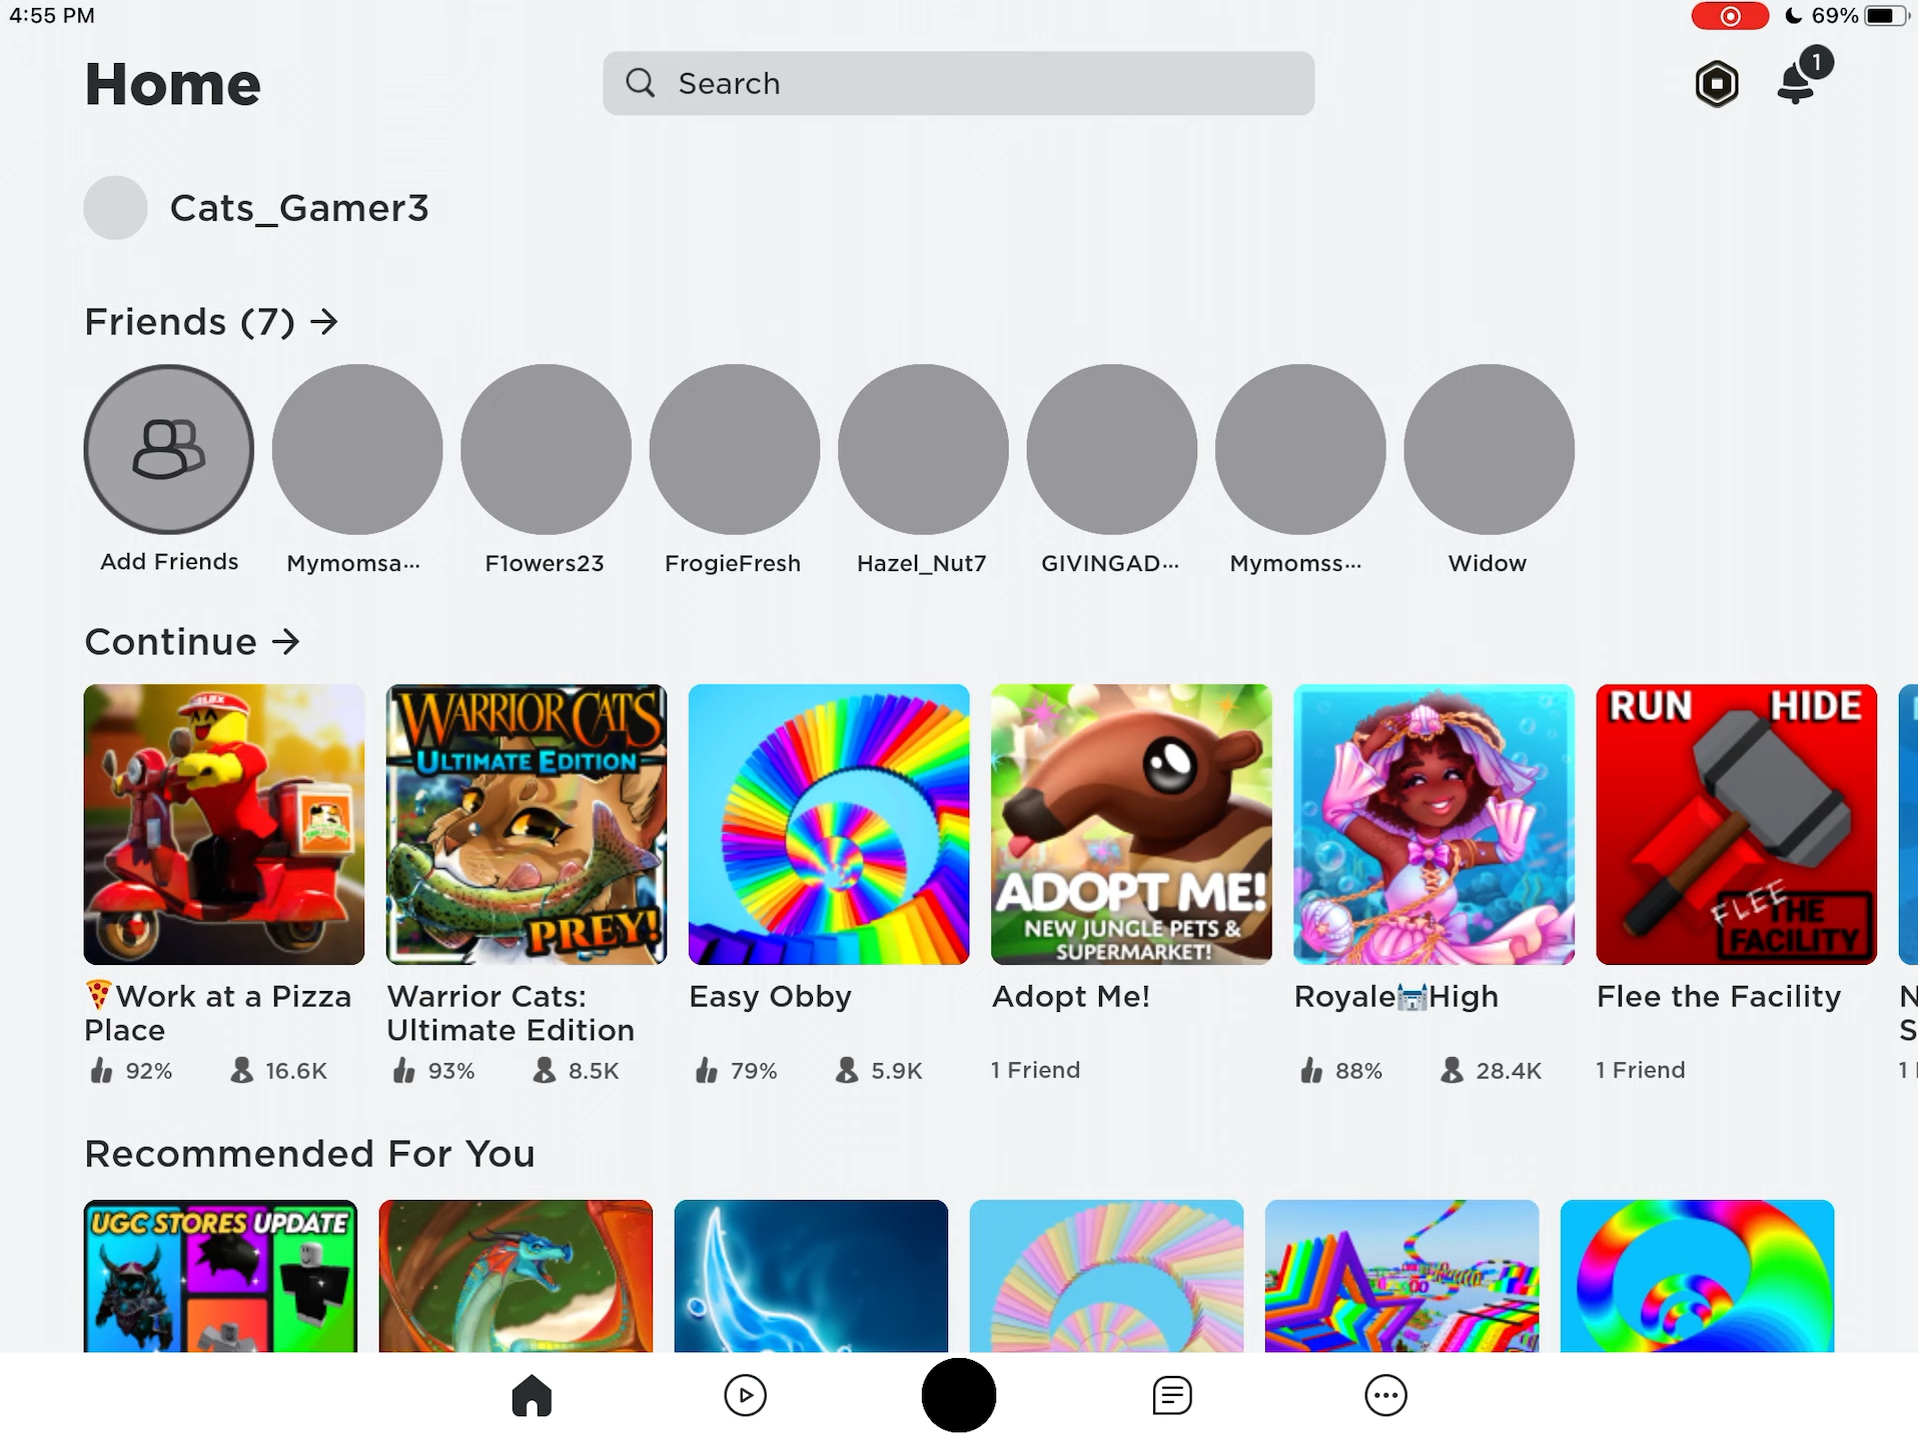 4:55 PM
69%
Home
Search
1
Cats_Gamer3
Friends (7) →
Add Friends
Mymomsa...
F1owers23
FrogieFresh
Hazel_Nut7
GIVINGAD...
Mymomss...
Widow
Continue →
WARRIOR CATS
ULTIMATE EDITION
PREY!
ADOPT ME!
NEW JUNGLE PETS &
SUPERMARKET!
RUN HIDE
FLEE
THE
FACILITY
🍕Work at a Pizza
Place
92% 16.6K
Warrior Cats:
Ultimate Edition
93% 8.5K
Easy Obby
79% 5.9K
Adopt Me!
1 Friend
Royale🏰High
88% 28.4K
Flee the Facility
1 Friend
Recommended For You
UGC STORES UPDATE